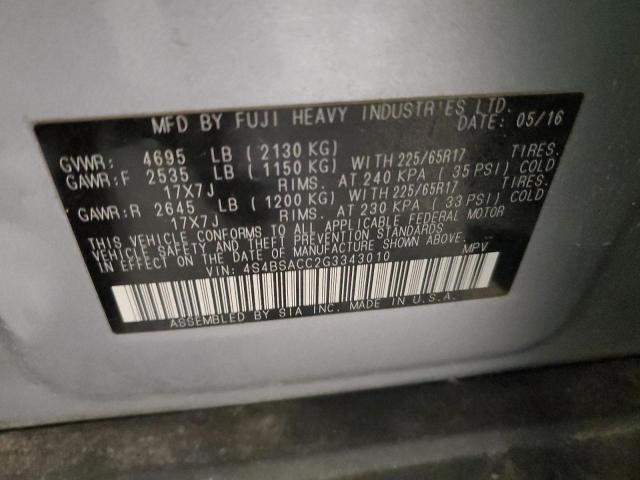 MFD BY FUJI HEAVY INDUSTRIES LTD.
DATE: 05/16
GVWR: 4695 LB (2130 KG)
GAWR:F 2535 LB (1150 KG) WITH 225/65R17 TIRES.
17X7J RIMS. AT 240 KPA (35 PSI) COLD
GAWR:R 2645 LB (1200 KG) WITH 225/65R17 TIRES.
17X7J RIMS. AT 230 KPA (33 PSI) COLD
THIS VEHICLE CONFORMS TO ALL APPLICABLE FEDERAL MOTOR
VEHICLE SAFETY AND THEFT PREVENTION STANDARDS
IN EFFECT ON THE DATE OF MANUFACTURE SHOWN ABOVE.
VIN: 4S4BSACC2G3343010 MPV
ASSEMBLED BY SIA INC. MADE IN U.S.A.